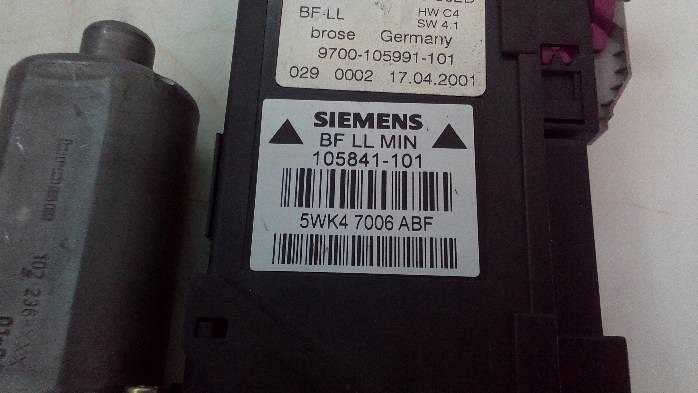 BF-LL
HW C4
SW 4.1
brose Germany
9700-105991-101
029 0002 17.04.2001
SIEMENS
BF LL MIN
105841-101
5WK4 7006 ABF